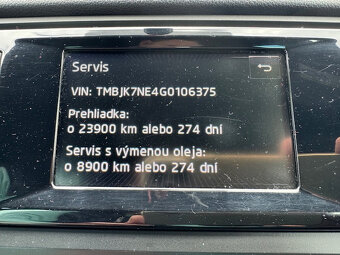 Servis
VIN: TMBJK7NE4G0106375
Prehliadka:
o 23900 km alebo 274 dní
Servis s výmenou oleja:
o 8900 km alebo 274 dní